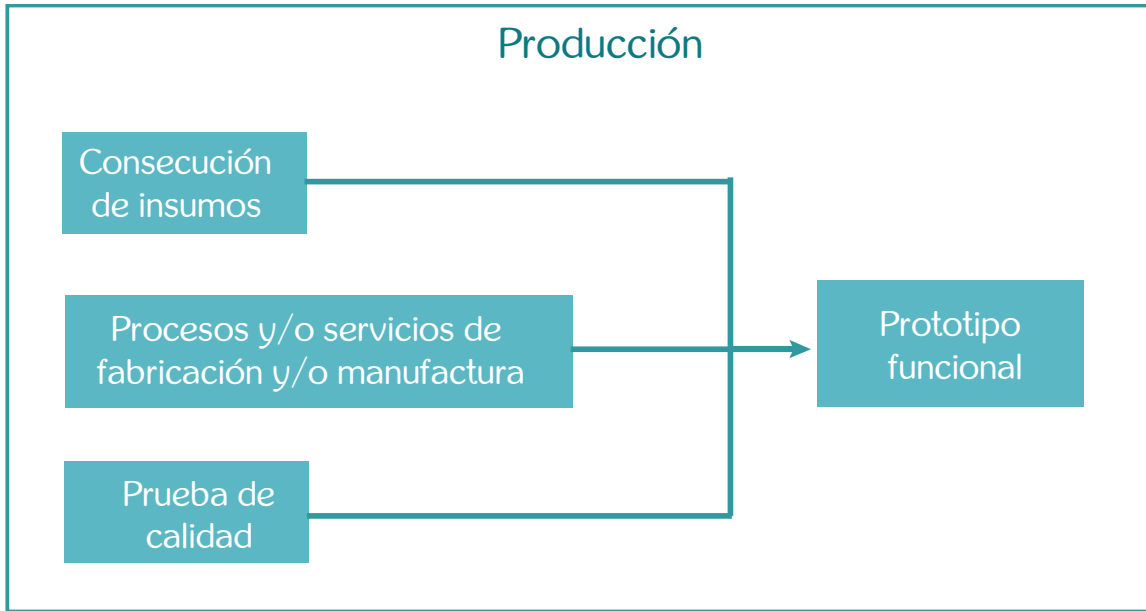 Producción
Consecución
de insumos
Procesos y/o servicios de
fabricación y/o manufactura
Prototipo
funcional
Prueba de
calidad